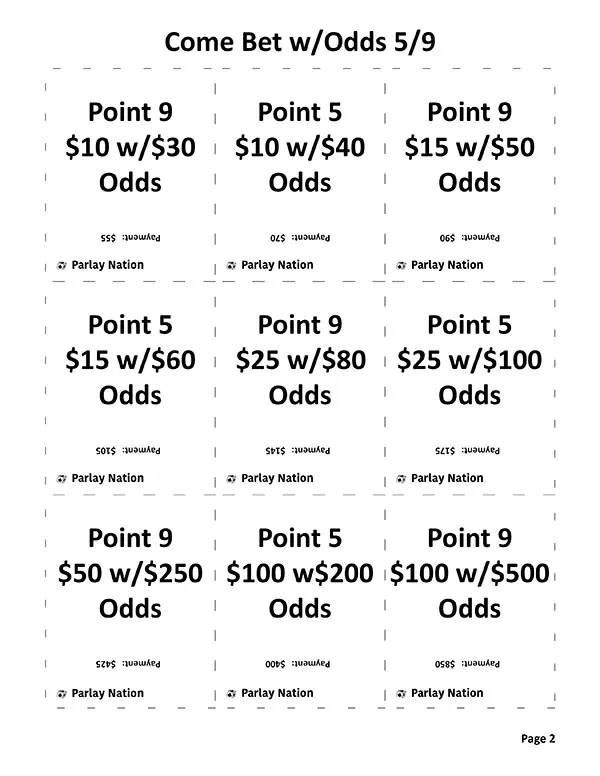 Come Bet w/Odds 5/9
Point 9
$10 w/$30
Odds
Payment: $55
Parlay Nation
Point 5
$10 w/$40
Odds
Payment: $70
Parlay Nation
Point 9
$15 w/$50
Odds
Payment: $90
Parlay Nation
Point 5
$15 w/$60
Odds
Payment: $105
Parlay Nation
Point 9
$25 w/$80
Odds
Payment: $145
Parlay Nation
Point 5
$25 w/$100
Odds
Payment: $175
Parlay Nation
Point 9
$50 w/$250
Odds
Payment: $425
Parlay Nation
Point 5
$100 w$200
Odds
Payment: $400
Parlay Nation
Point 9
$100 w/$500
Odds
Payment: $850
Parlay Nation
Page 2